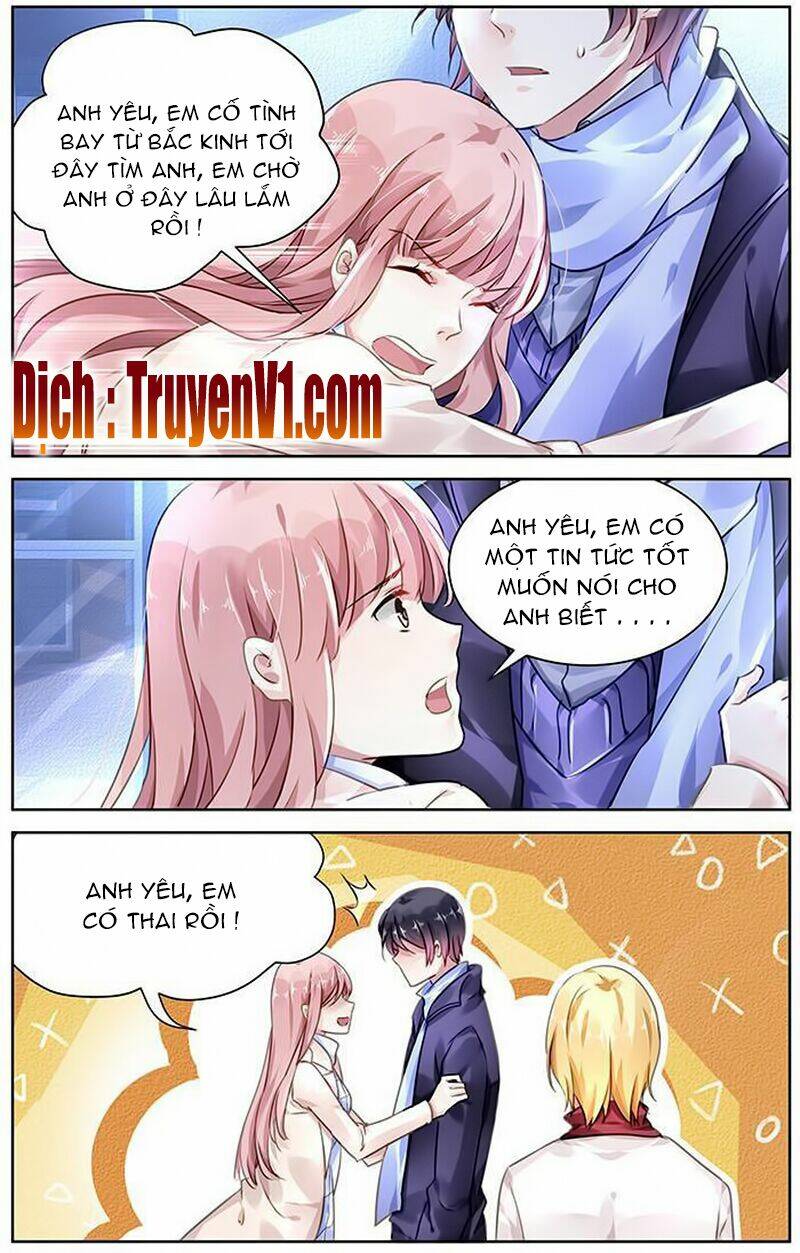 ANH YÊU, EM CỐ TÌNH
BAY TỪ BẮC KINH TỚI
ĐÂY TÌM ANH, EM CHỜ
ANH Ở ĐÂY LÂU LẮM
RỒI !
Dịch : TruyenV1.com
ANH YÊU, EM CÓ
MỘT TIN TỨC TỐT
MUỐN NÓI CHO
ANH BIẾT . . . .
ANH YÊU, EM
CÓ THAI RỒI !